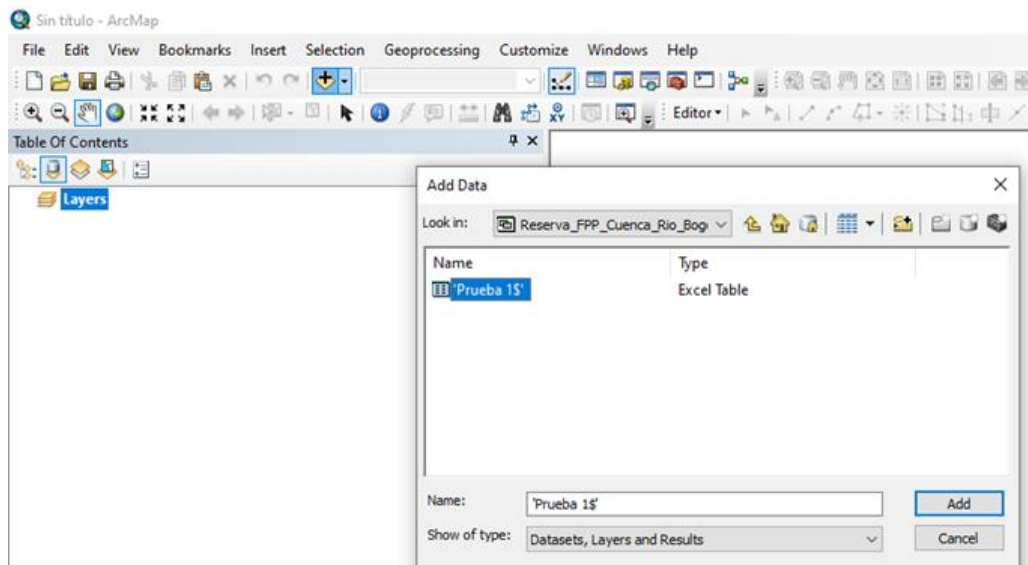 Sin título - ArcMap
File Edit View Bookmarks Insert Selection Geoprocessing Customize Windows Help
Editor
Table Of Contents
Layers
Add Data
Look in: Reserva_FPP_Cuenca_Rio_Bog
Name Type
'Prueba 1$' Excel Table
Name: 'Prueba 1$' Add
Show of type: Datasets, Layers and Results Cancel